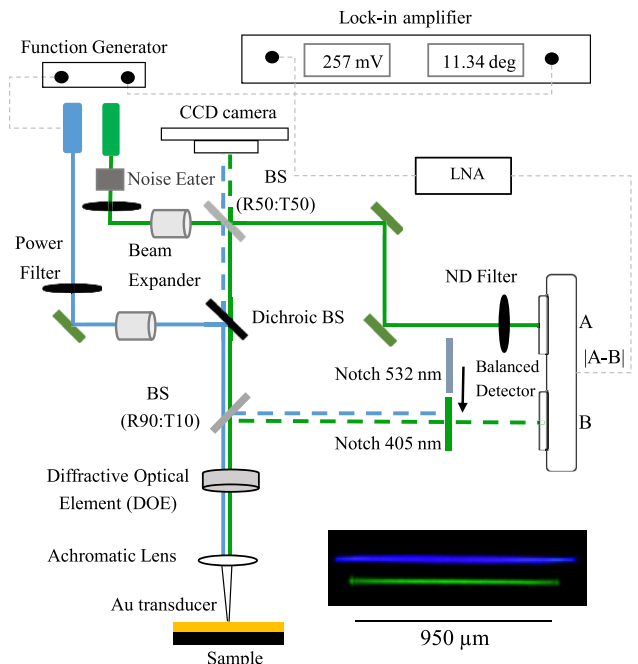 Lock-in amplifier
Function Generator
257 mV
11.34 deg
CCD camera
Noise Eater
BS
(R50:T50)
LNA
Power
Filter
Beam
Expander
ND Filter
Dichroic BS
A
|A-B|
Balanced
Detector
Notch 532 nm
BS
(R90:T10)
B
Notch 405 nm
Diffractive Optical
Element (DOE)
Achromatic Lens
Au transducer
950 µm
Sample